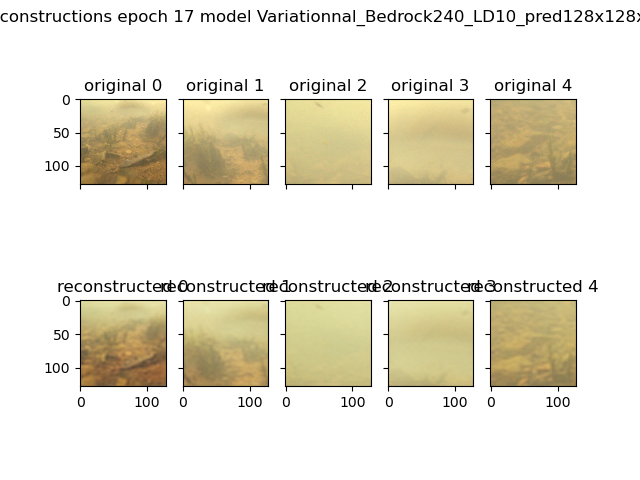 constructions epoch 17 model Variationnal_Bedrock240_LD10_pred128x128x
original 0 original 1 original 2 original 3 original 4
0
50
100
reconstructed 0 reconstructed 1 reconstructed 2 reconstructed 3 reconstructed 4
0
50
100
0 100 0 100 0 100 0 100 0 100